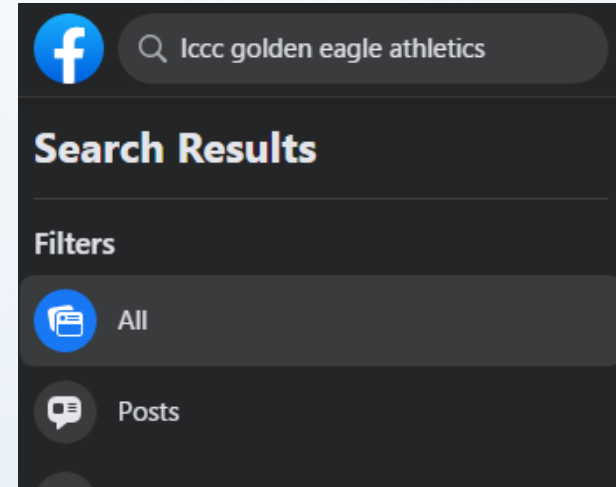 lccc golden eagle athletics
Search Results
Filters
All
Posts